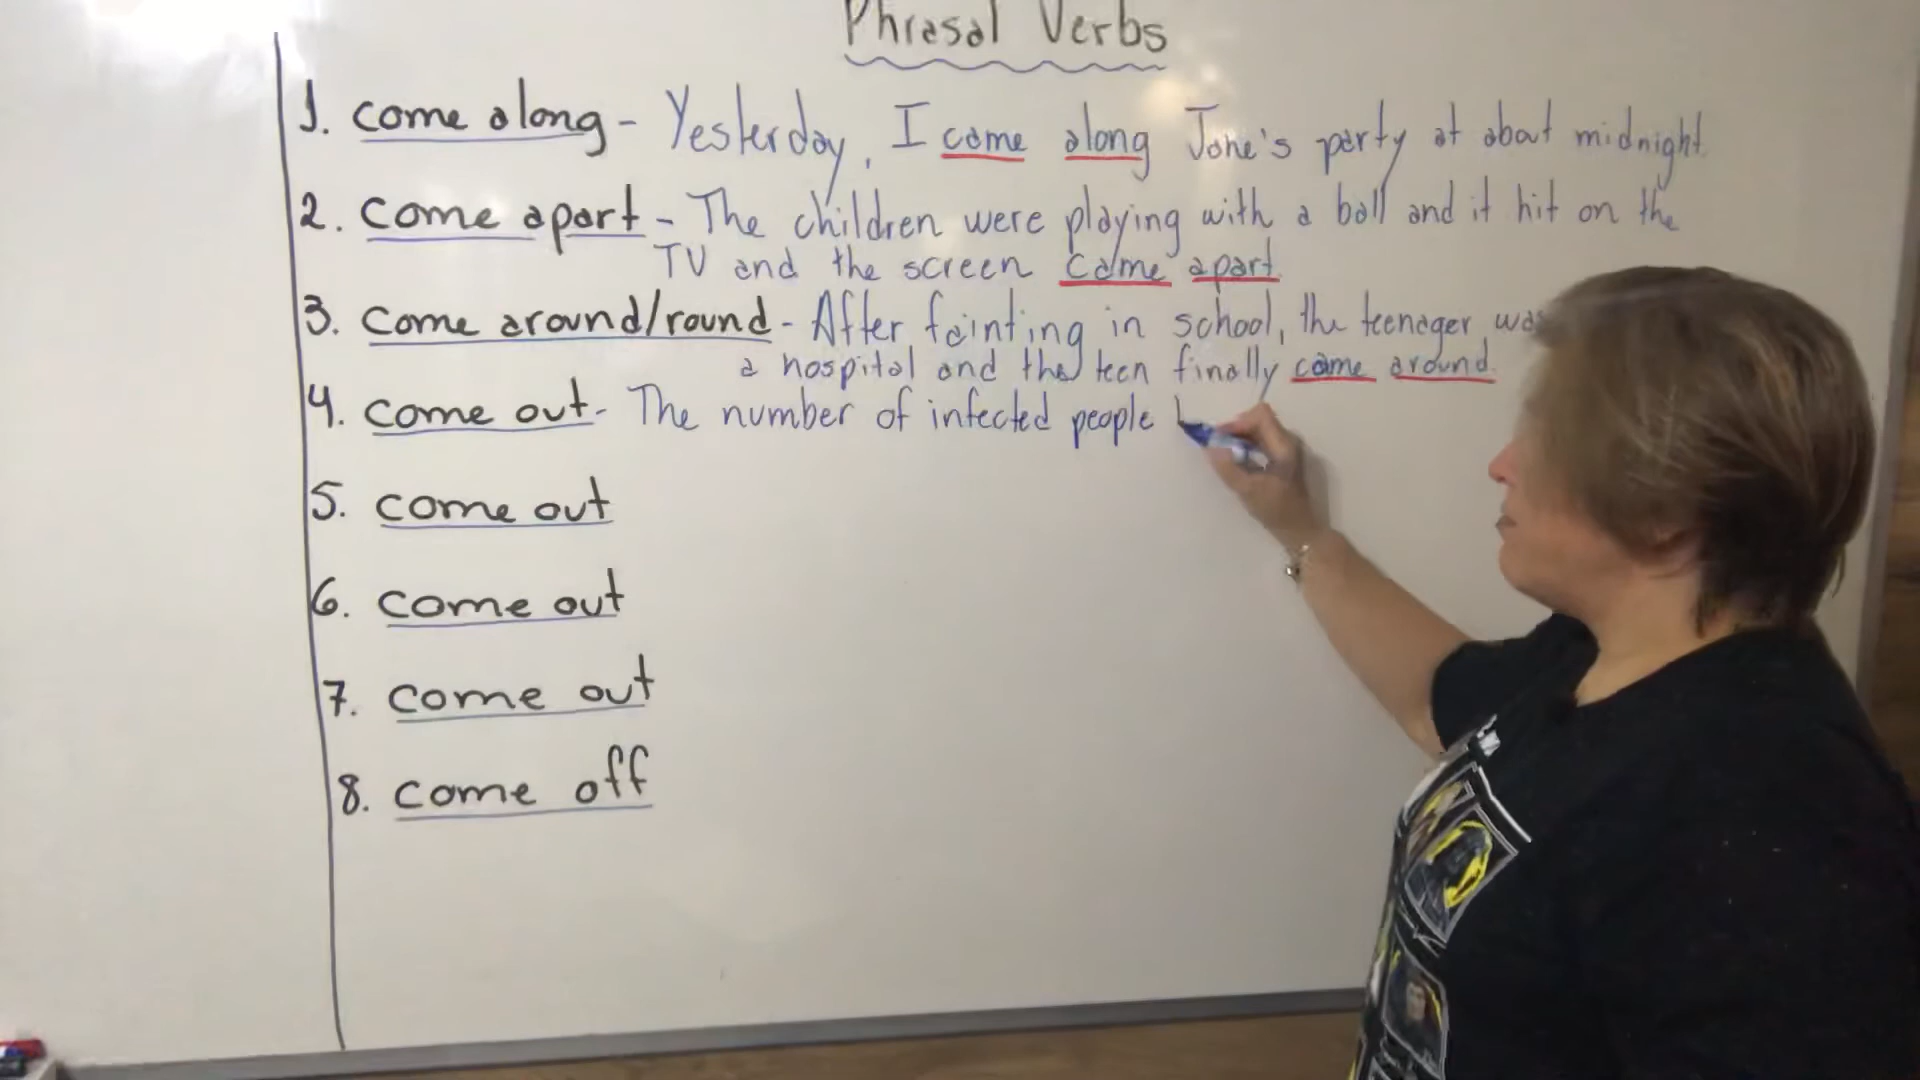 Phrasal Verbs
1. come along - Yesterday, I came along Jane's party at about midnight.
2. come apart - The children were playing with a ball and it hit on the
TV and the screen came apart.
3. come around/round - After fainting in school, the teenager was
a hospital and the teen finally came around.
4. come out - The number of infected people
5. come out
6. come out
7. come out
8. come off